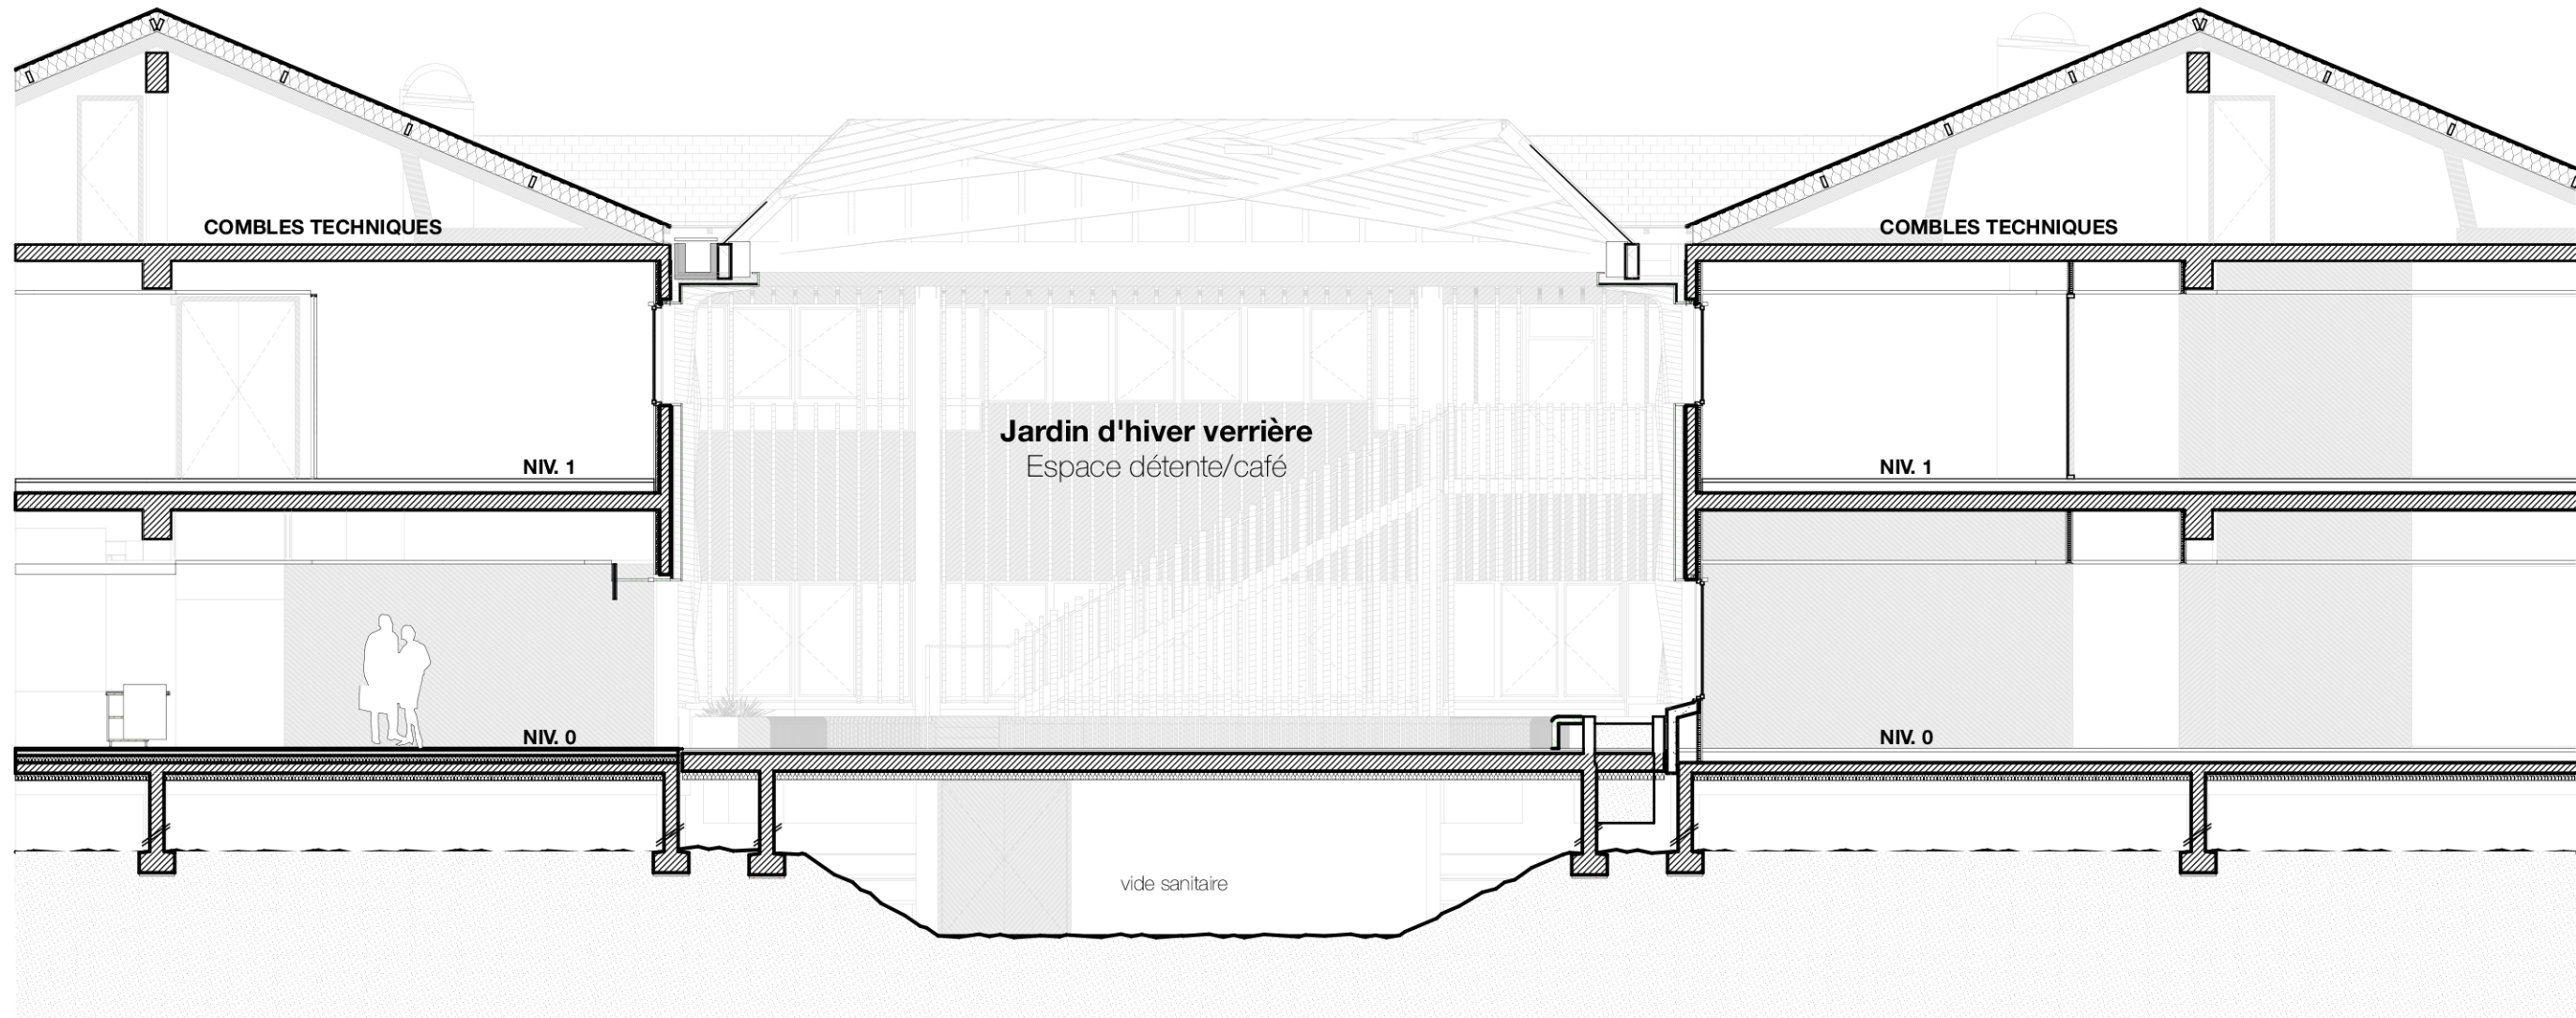 COMBLES TECHNIQUES
COMBLES TECHNIQUES
Jardin d'hiver verrière
Espace détente/café
NIV. 1
NIV. 1
NIV. 0
NIV. 0
vide sanitaire